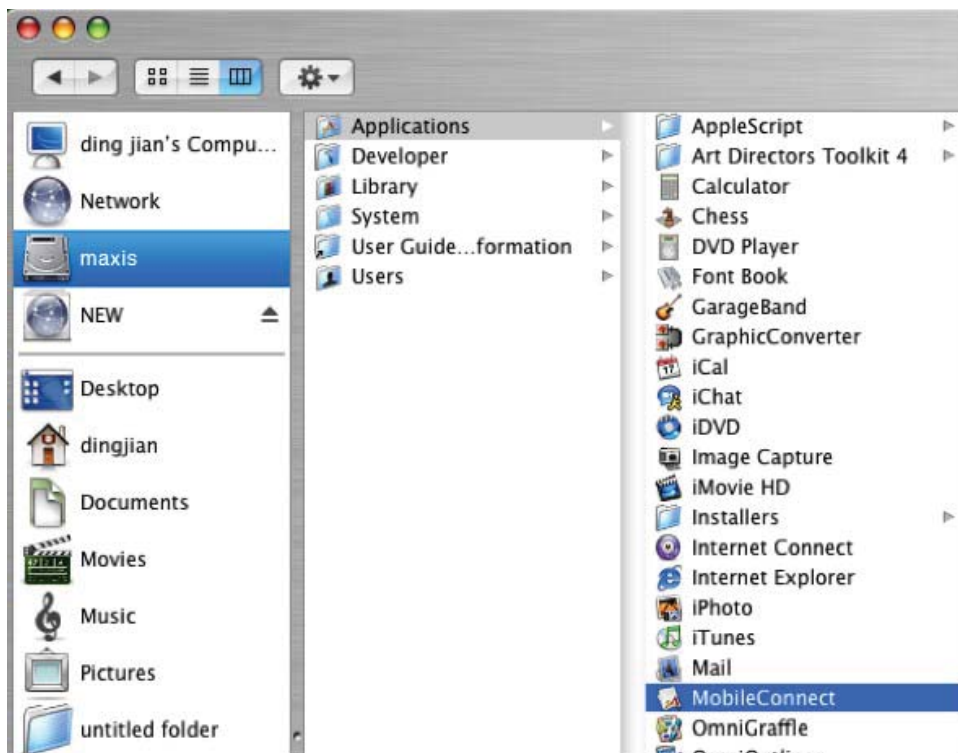 ding jian's Compu...
Network
maxis
NEW
Desktop
dingjian
Documents
Movies
Music
Pictures
untitled folder
Applications
Developer
Library
System
User Guide...formation
Users
AppleScript
Art Directors Toolkit 4
Calculator
Chess
DVD Player
Font Book
GarageBand
GraphicConverter
iCal
iChat
iDVD
Image Capture
iMovie HD
Installers
Internet Connect
Internet Explorer
iPhoto
iTunes
Mail
MobileConnect
OmniGraffle